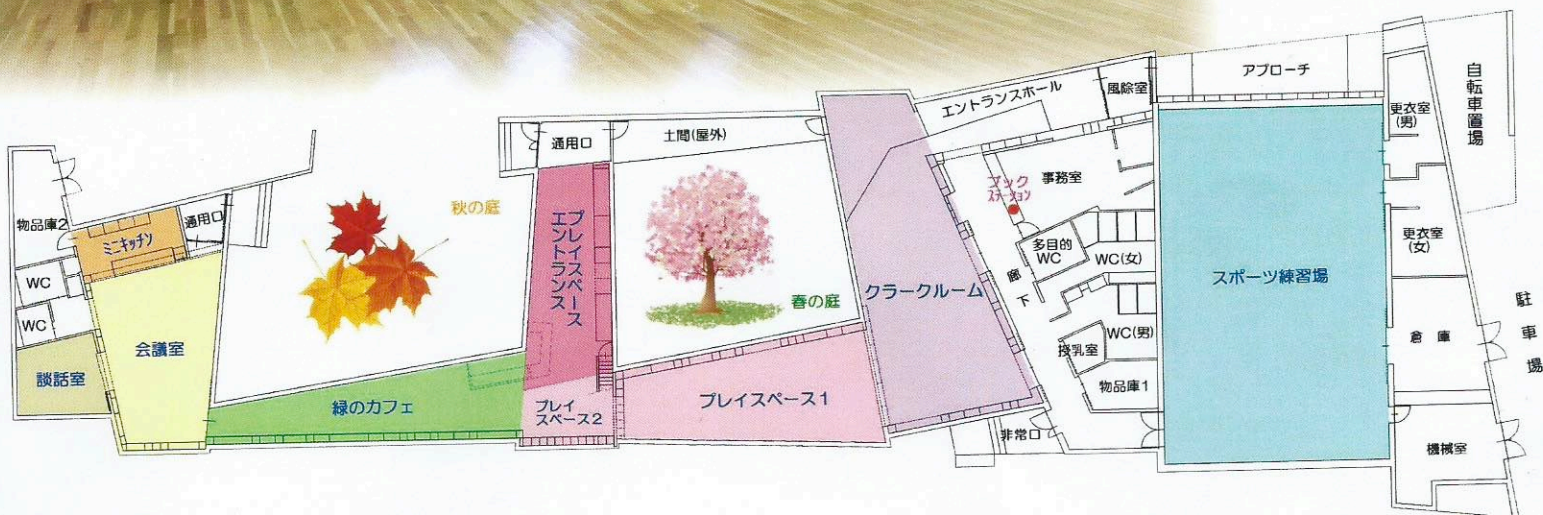 物品庫2
WC
WC
談話室
ミニキッチン
通用口
会議室
秋の庭
緑のカフェ
通用口
プレイスペース
エントランス
プレイ
スペース2
土間(屋外)
春の庭
プレイスペース1
クラークルーム
エントランスホール
風除室
ブック
ステーション
事務室
多目的
WC
WC(女)
廊下
授乳室
WC(男)
物品庫1
非常口
アプローチ
スポーツ練習場
更衣室
(男)
更衣室
(女)
倉庫
機械室
自転車置場
駐車場